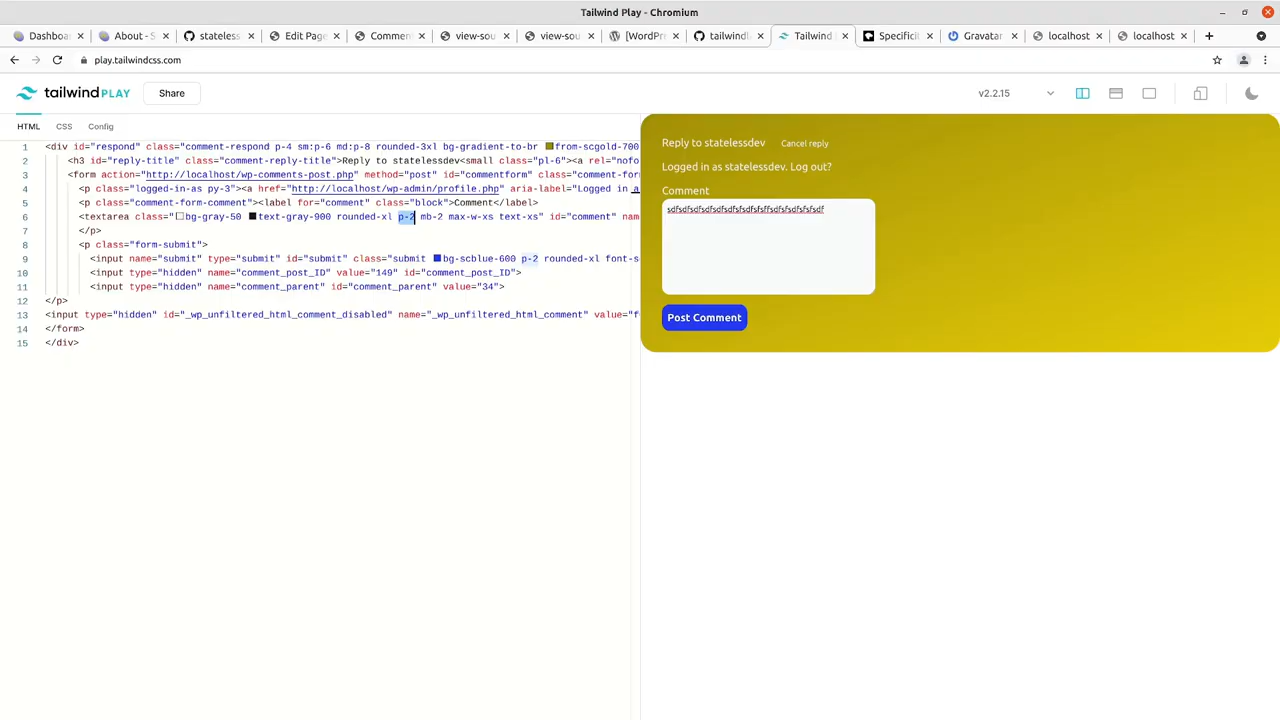 Tailwind Play - Chromium
Dashboa
About - S
stateless
Edit Page
Comment
view-sou
view-sou
[WordPre
tailwindla
Tailwind
Specificit
Gravatar
localhost
localhost
play.tailwindcss.com
tailwind PLAY
Share
v2.2.15
HTML CSS Config
1 <div id="respond" class="comment-respond p-4 sm:p-6 md:p-8 rounded-3xl bg-gradient-to-br from-scgold-700
2 <h3 id="reply-title" class="comment-reply-title">Reply to statelessdev<small class="pl-6"><a rel="nofo
3 <form action="http://localhost/wp-comments-post.php" method="post" id="commentform" class="comment-for
4 <p class="logged-in-as py-3"><a href="http://localhost/wp-admin/profile.php" aria-label="Logged in a
5 <p class="comment-form-comment"><label for="comment" class="block">Comment</label>
6 <textarea class="bg-gray-50 text-gray-900 rounded-xl p-2 mb-2 max-w-xs text-xs" id="comment" nam
7 </p>
8 <p class="form-submit">
9 <input name="submit" type="submit" id="submit" class="submit bg-scblue-600 p-2 rounded-xl font-s
10 <input type="hidden" name="comment_post_ID" value="149" id="comment_post_ID">
11 <input type="hidden" name="comment_parent" id="comment_parent" value="34">
12 </p>
13 <input type="hidden" id="_wp_unfiltered_html_comment_disabled" name="_wp_unfiltered_html_comment" value="f
14 </form>
15 </div>
Reply to statelessdev Cancel reply
Logged in as statelessdev. Log out?
Comment
Post Comment